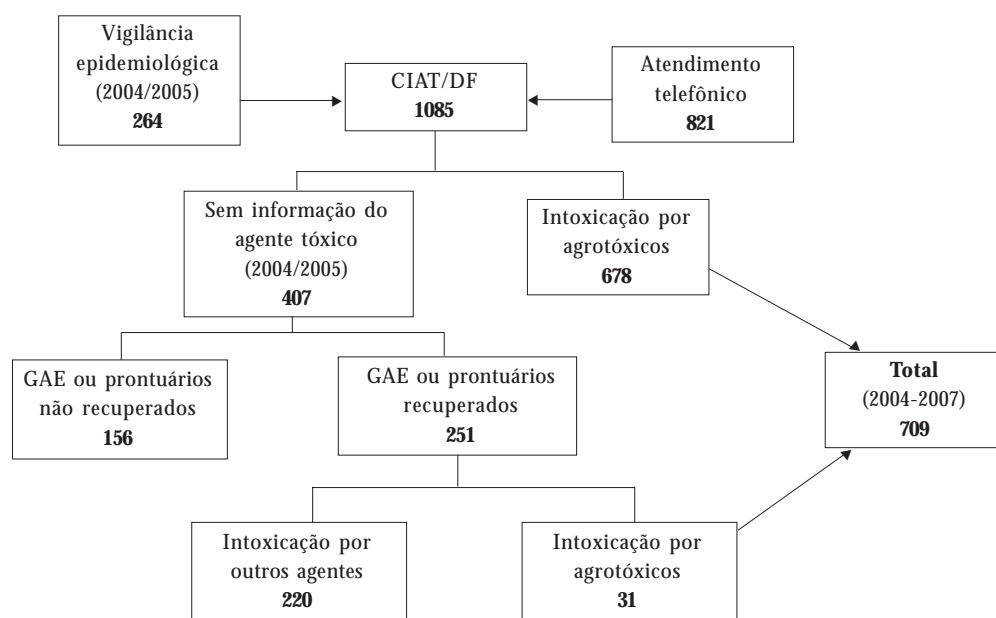 Vigilância
epidemiológica
(2004/2005)
264
CIAT/DF
1085
Atendimento
telefônico
821
Sem informação do
agente tóxico
(2004/2005)
407
Intoxicação por
agrotóxicos
678
GAE ou prontuários
não recuperados
156
GAE ou prontuários
recuperados
251
Total
(2004-2007)
709
Intoxicação por
outros agentes
220
Intoxicação por
agrotóxicos
31